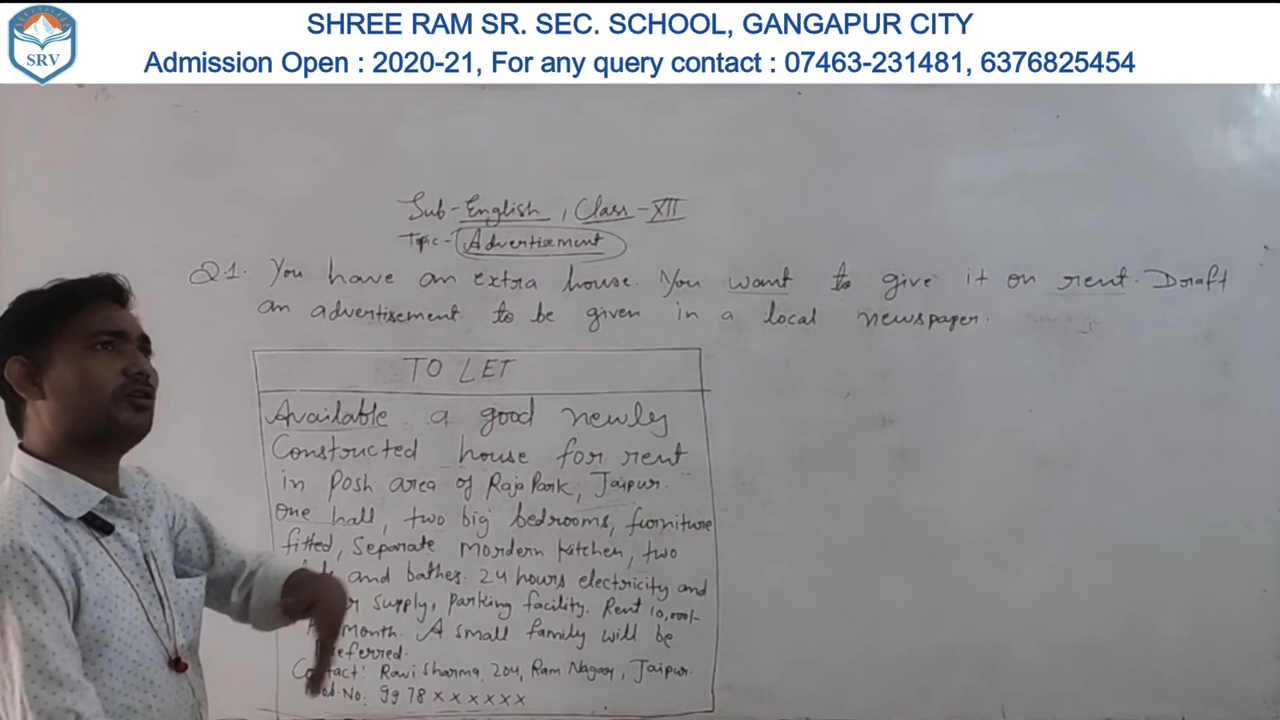 SHREE RAM SR. SEC. SCHOOL, GANGAPUR CITY
Admission Open : 2020-21, For any query contact : 07463-231481, 6376825454
SRV
Sub-English, Class-XII
Topic-Advertisement
Q.1. You have an extra house. You want to give it on rent. Draft
an advertisement to be given in a local newspaper.
TO LET
Available a good newly
Constructed house for rent
in Posh area of Raja Park, Jaipur.
One hall, two big bedrooms, furniture
fitted, Separate Mordern Kitchen, two
and bathes. 24 hours electricity and
supply, parking facility. Rent 10,000/-
month. A small family will be
Contact: Ravi Sharma, 204, Ram Nagar, Jaipur.
No. 9978xxxxxx